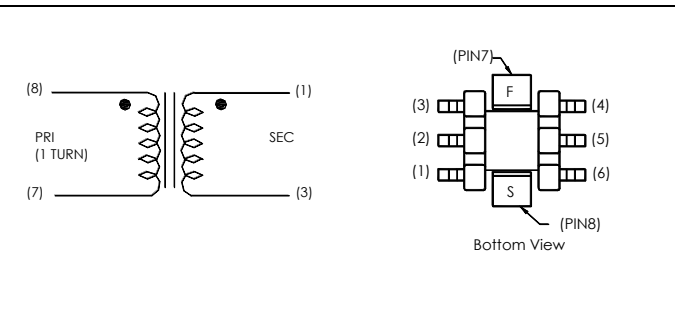 (8)
(1)
PRI
(1 TURN)
SEC
(7)
(3)
(PIN7)
F
(3)
(4)
(2)
(5)
(1)
(6)
S
(PIN8)
Bottom View